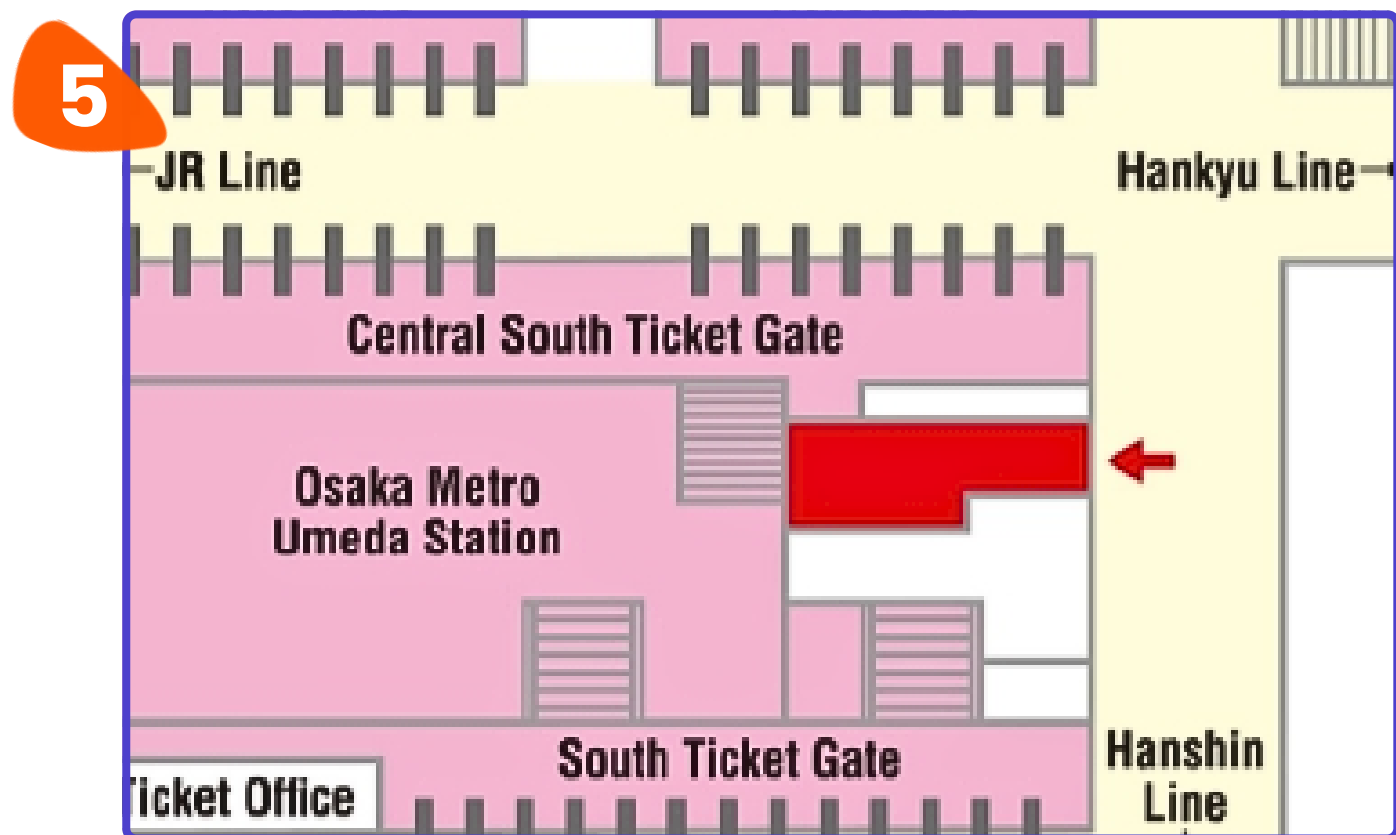 5
JR Line
Hankyu Line
Central South Ticket Gate
Osaka Metro
Umeda Station
South Ticket Gate
Ticket Office
Hanshin
Line